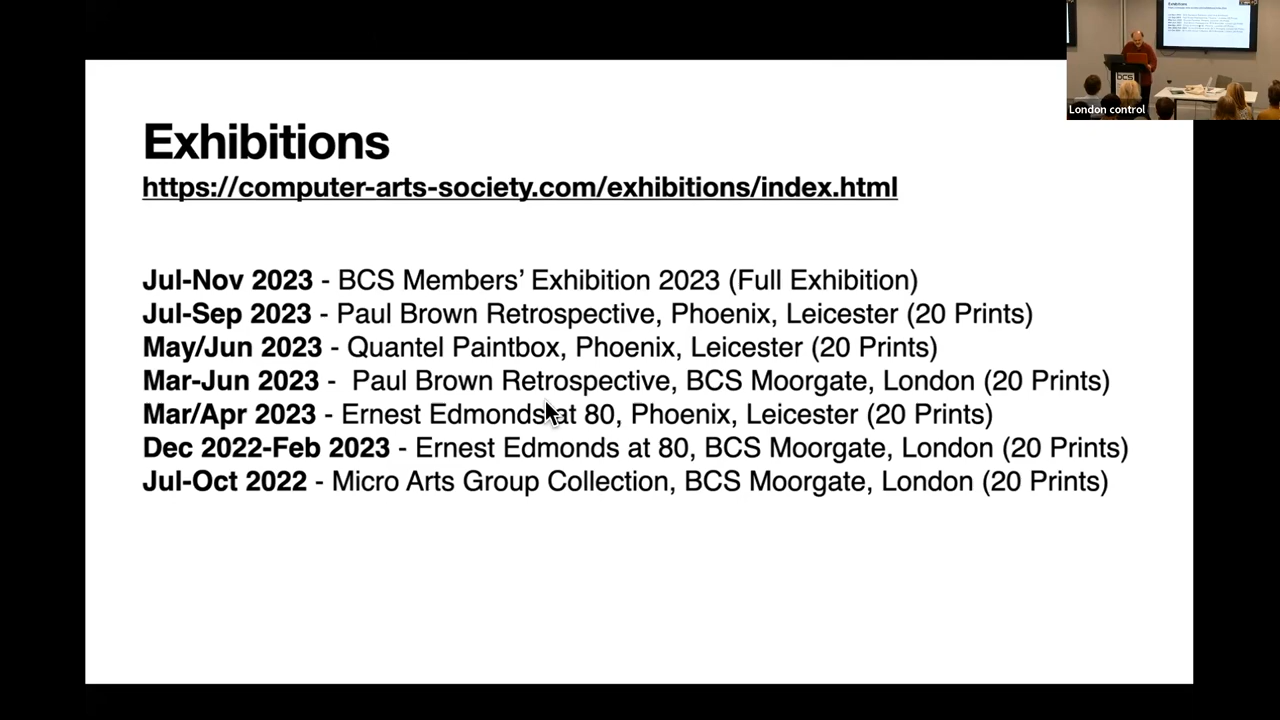 Exhibitions
https://computer-arts-society.com/exhibitions/index.html
Jul-Nov 2023 - BCS Members’ Exhibition 2023 (Full Exhibition)
Jul-Sep 2023 - Paul Brown Retrospective, Phoenix, Leicester (20 Prints)
May/Jun 2023 - Quantel Paintbox, Phoenix, Leicester (20 Prints)
Mar-Jun 2023 - Paul Brown Retrospective, BCS Moorgate, London (20 Prints)
Mar/Apr 2023 - Ernest Edmonds at 80, Phoenix, Leicester (20 Prints)
Dec 2022-Feb 2023 - Ernest Edmonds at 80, BCS Moorgate, London (20 Prints)
Jul-Oct 2022 - Micro Arts Group Collection, BCS Moorgate, London (20 Prints)
Exhibitions
bcs
London control